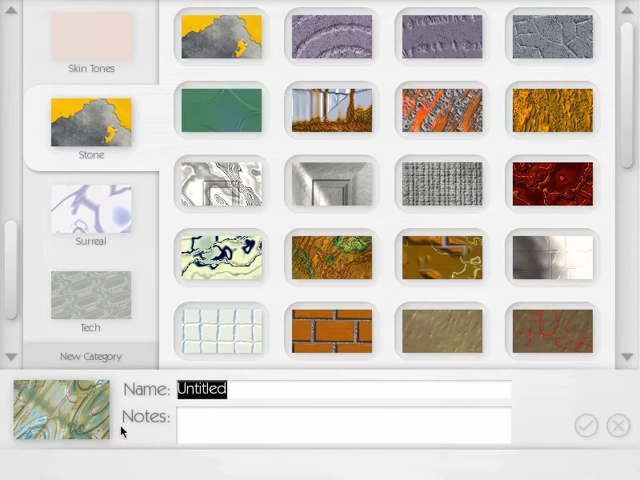 Skin Tones
Stone
Surreal
Tech
New Category
Name: Untitled
Notes: